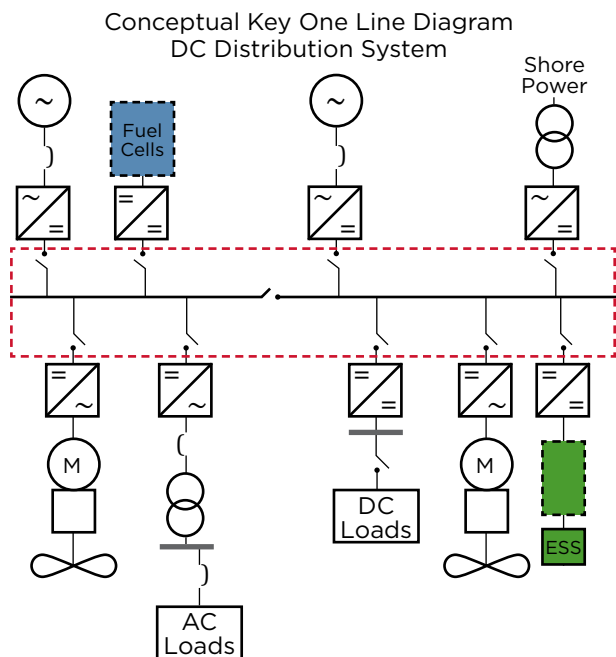 Conceptual Key One Line Diagram
DC Distribution System
Shore
Power
~
~
Fuel
Cells
~
=
=
=
~
=
~
=
=
~
=
~
=
=
=
~
=
=
M
M
DC
Loads
ESS
AC
Loads